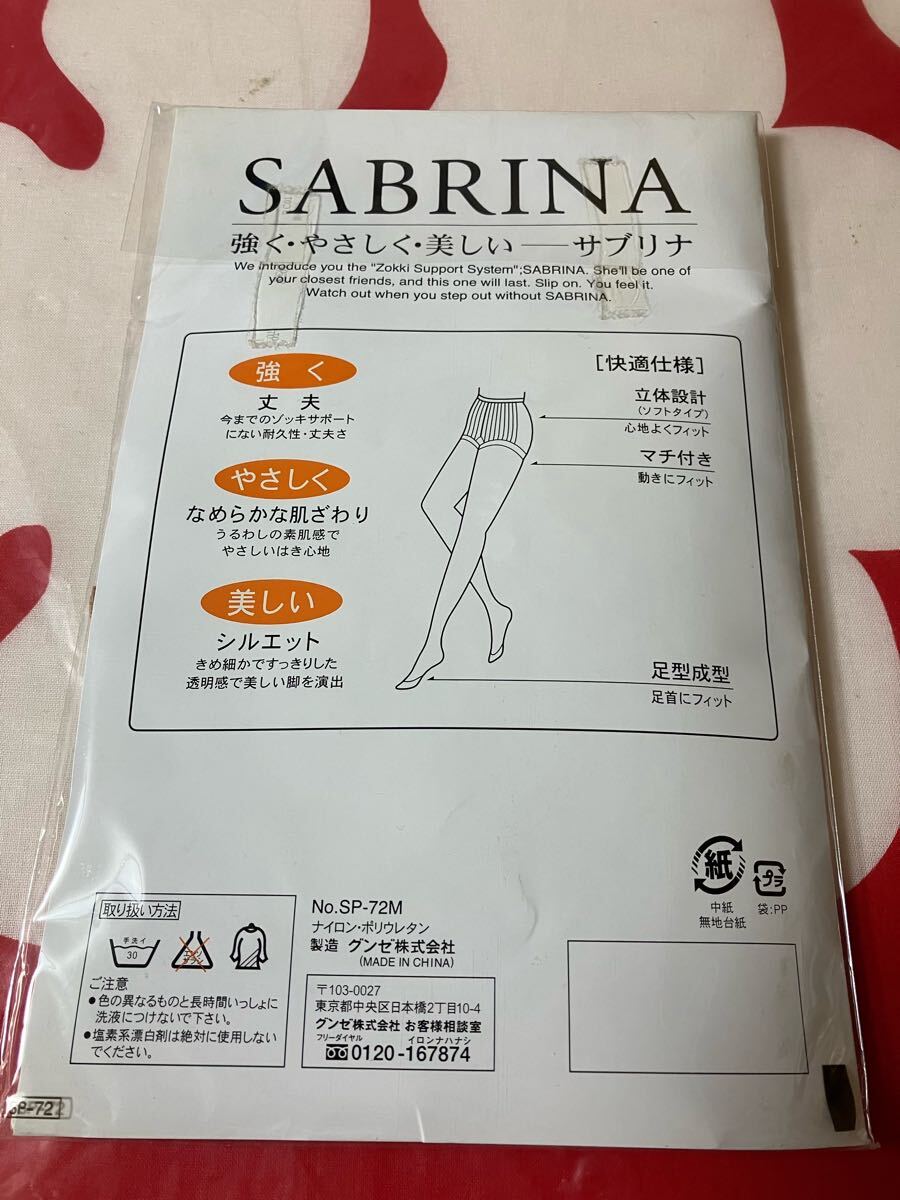 SABRINA
強く・やさしく・美しい ── サブリナ
We introduce you the "Zokki Support System";SABRINA. She'll be one of
your closest friends, and this one will last. Slip on. You feel it.
Watch out when you step out without SABRINA.
強く
丈夫
今までのゾッキサポート
にない耐久性・丈夫さ
やさしく
なめらかな肌ざわり
うるわしの素肌感で
やさしいはき心地
美しい
シルエット
きめ細かですっきりした
透明感で美しい脚を演出
［快適仕様］
立体設計
（ソフトタイプ）
心地よくフィット
マチ付き
動きにフィット
足型成型
足首にフィット
紙
中紙
無地台紙
プラ
袋:PP
取り扱い方法
手洗イ
30
エンソ
サラシ
ご注意
●色の異なるものと長時間いっしょに
洗液につけないで下さい。
●塩素系漂白剤は絶対に使用しない
でください。
No.SP-72M
ナイロン・ポリウレタン
製造 グンゼ株式会社
(MADE IN CHINA)
〒103-0027
東京都中央区日本橋2丁目10-4
グンゼ株式会社 お客様相談室
フリーダイヤル イロンナハナシ
0120-167874
SP-72